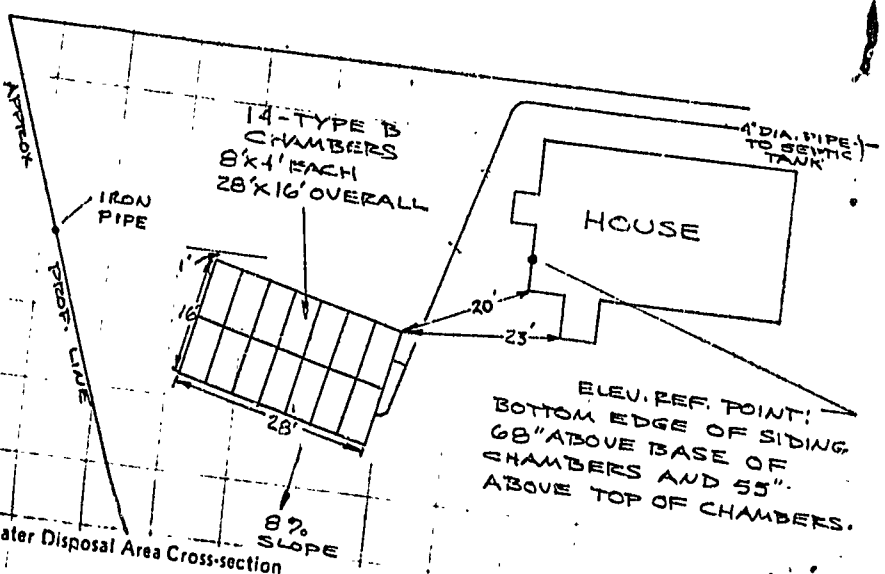 14-TYPE B
CHAMBERS
8'X4' EACH
28'X16' OVERALL
4" DIA. PIPE
TO SEPTIC
TANK
APPROX
IRON
PIPE
PROP. LINE
HOUSE
1'
16'
28'
20'
23'
ELEV. REF. POINT:
BOTTOM EDGE OF SIDING,
68" ABOVE BASE OF
CHAMBERS AND 55"
ABOVE TOP OF CHAMBERS.
8%
SLOPE
ater Disposal Area Cross-section